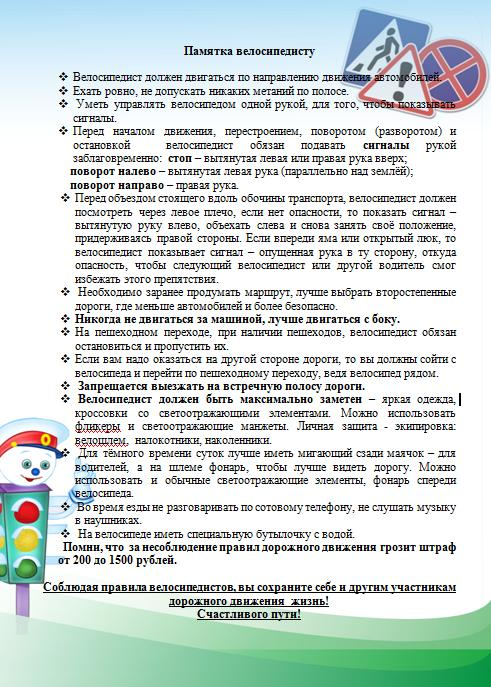 Памятка велосипедисту
❖ Велосипедист должен двигаться по направлению движения автомобилей.
❖ Ехать ровно, не допускать никаких метаний по полосе.
❖ Уметь управлять велосипедом одной рукой, для того, чтобы показывать
сигналы.
❖ Перед началом движения, перестроением, поворотом (разворотом) и
остановкой велосипедист обязан подавать сигналы рукой
заблаговременно: стоп – вытянутая левая или правая рука вверх;
поворот налево – вытянутая левая рука (параллельно над землёй);
поворот направо – правая рука.
❖ Перед объездом стоящего вдоль обочины транспорта, велосипедист должен
посмотреть через левое плечо, если нет опасности, то показать сигнал –
вытянутую руку влево, объехать слева и снова занять своё положение,
придерживаясь правой стороны. Если впереди яма или открытый люк, то
велосипедист показывает сигнал – опущенная рука в ту сторону, откуда
опасность, чтобы следующий велосипедист или другой водитель смог
избежать этого препятствия.
❖ Необходимо заранее продумать маршрут, лучше выбрать второстепенные
дороги, где меньше автомобилей и более безопасно.
❖ Никогда не двигаться за машиной, лучше двигаться с боку.
❖ На пешеходном переходе, при наличии пешеходов, велосипедист обязан
остановиться и пропустить их.
❖ Если вам надо оказаться на другой стороне дороги, то вы должны сойти с
велосипеда и перейти по пешеходному переходу, ведя велосипед рядом.
❖ Запрещается выезжать на встречную полосу дороги.
❖ Велосипедист должен быть максимально заметен – яркая одежда,
кроссовки со светоотражающими элементами. Можно использовать
фликеры и светоотражающие манжеты. Личная защита - экипировка:
велошлем, налокотники, наколенники.
❖ Для тёмного времени суток лучше иметь мигающий сзади маячок – для
водителей, а на шлеме фонарь, чтобы лучше видеть дорогу. Можно
использовать и обычные светоотражающие элементы, фонарь спереди
велосипеда.
❖ Во время езды не разговаривать по сотовому телефону, не слушать музыку
в наушниках.
❖ На велосипеде иметь специальную бутылочку с водой.
Помни, что за несоблюдение правил дорожного движения грозит штраф
от 200 до 1500 рублей.
Соблюдая правила велосипедистов, вы сохраните себе и другим участникам
дорожного движения жизнь!
Счастливого пути!